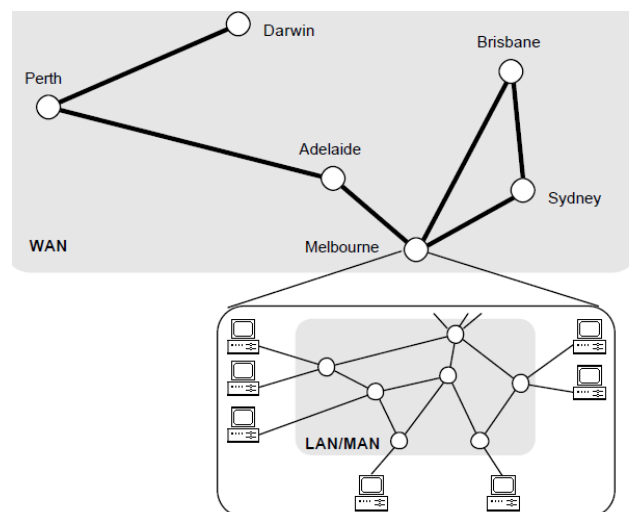 Darwin
Brisbane
Perth
Adelaide
Sydney
WAN
Melbourne
LAN/MAN